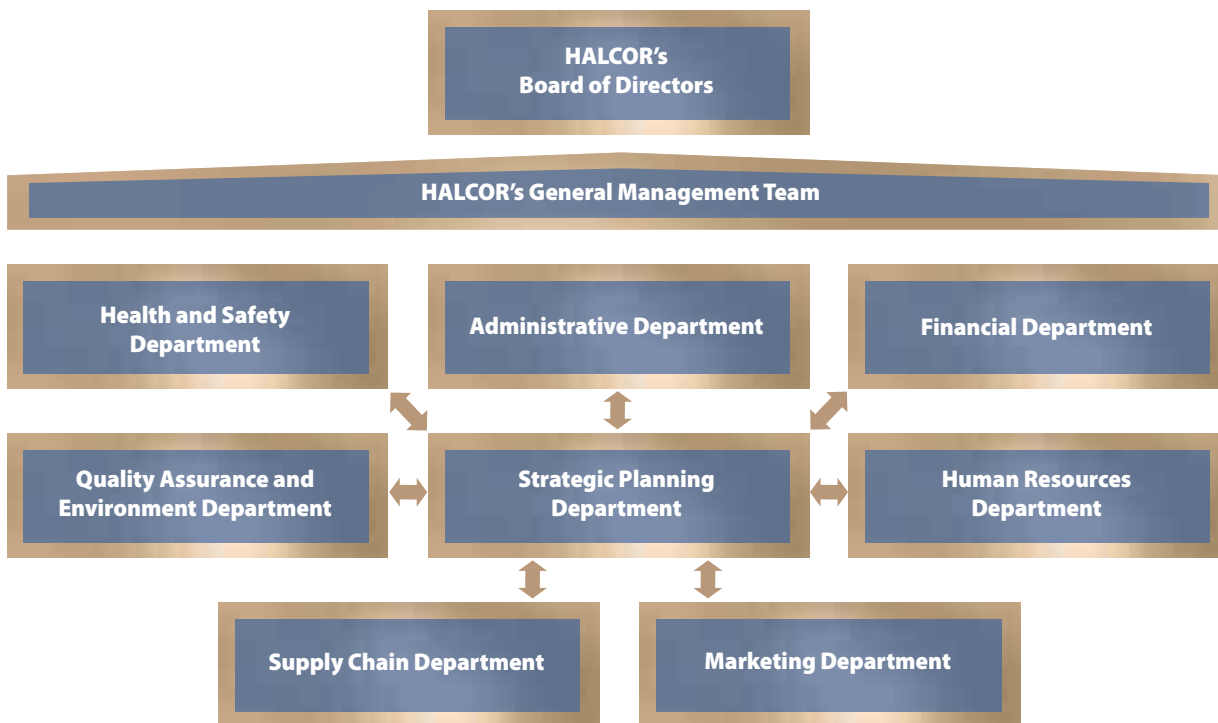 HALCOR’s
Board of Directors
HALCOR’s General Management Team
Health and Safety
Department
Administrative Department
Financial Department
Quality Assurance and
Environment Department
Strategic Planning
Department
Human Resources
Department
Supply Chain Department
Marketing Department